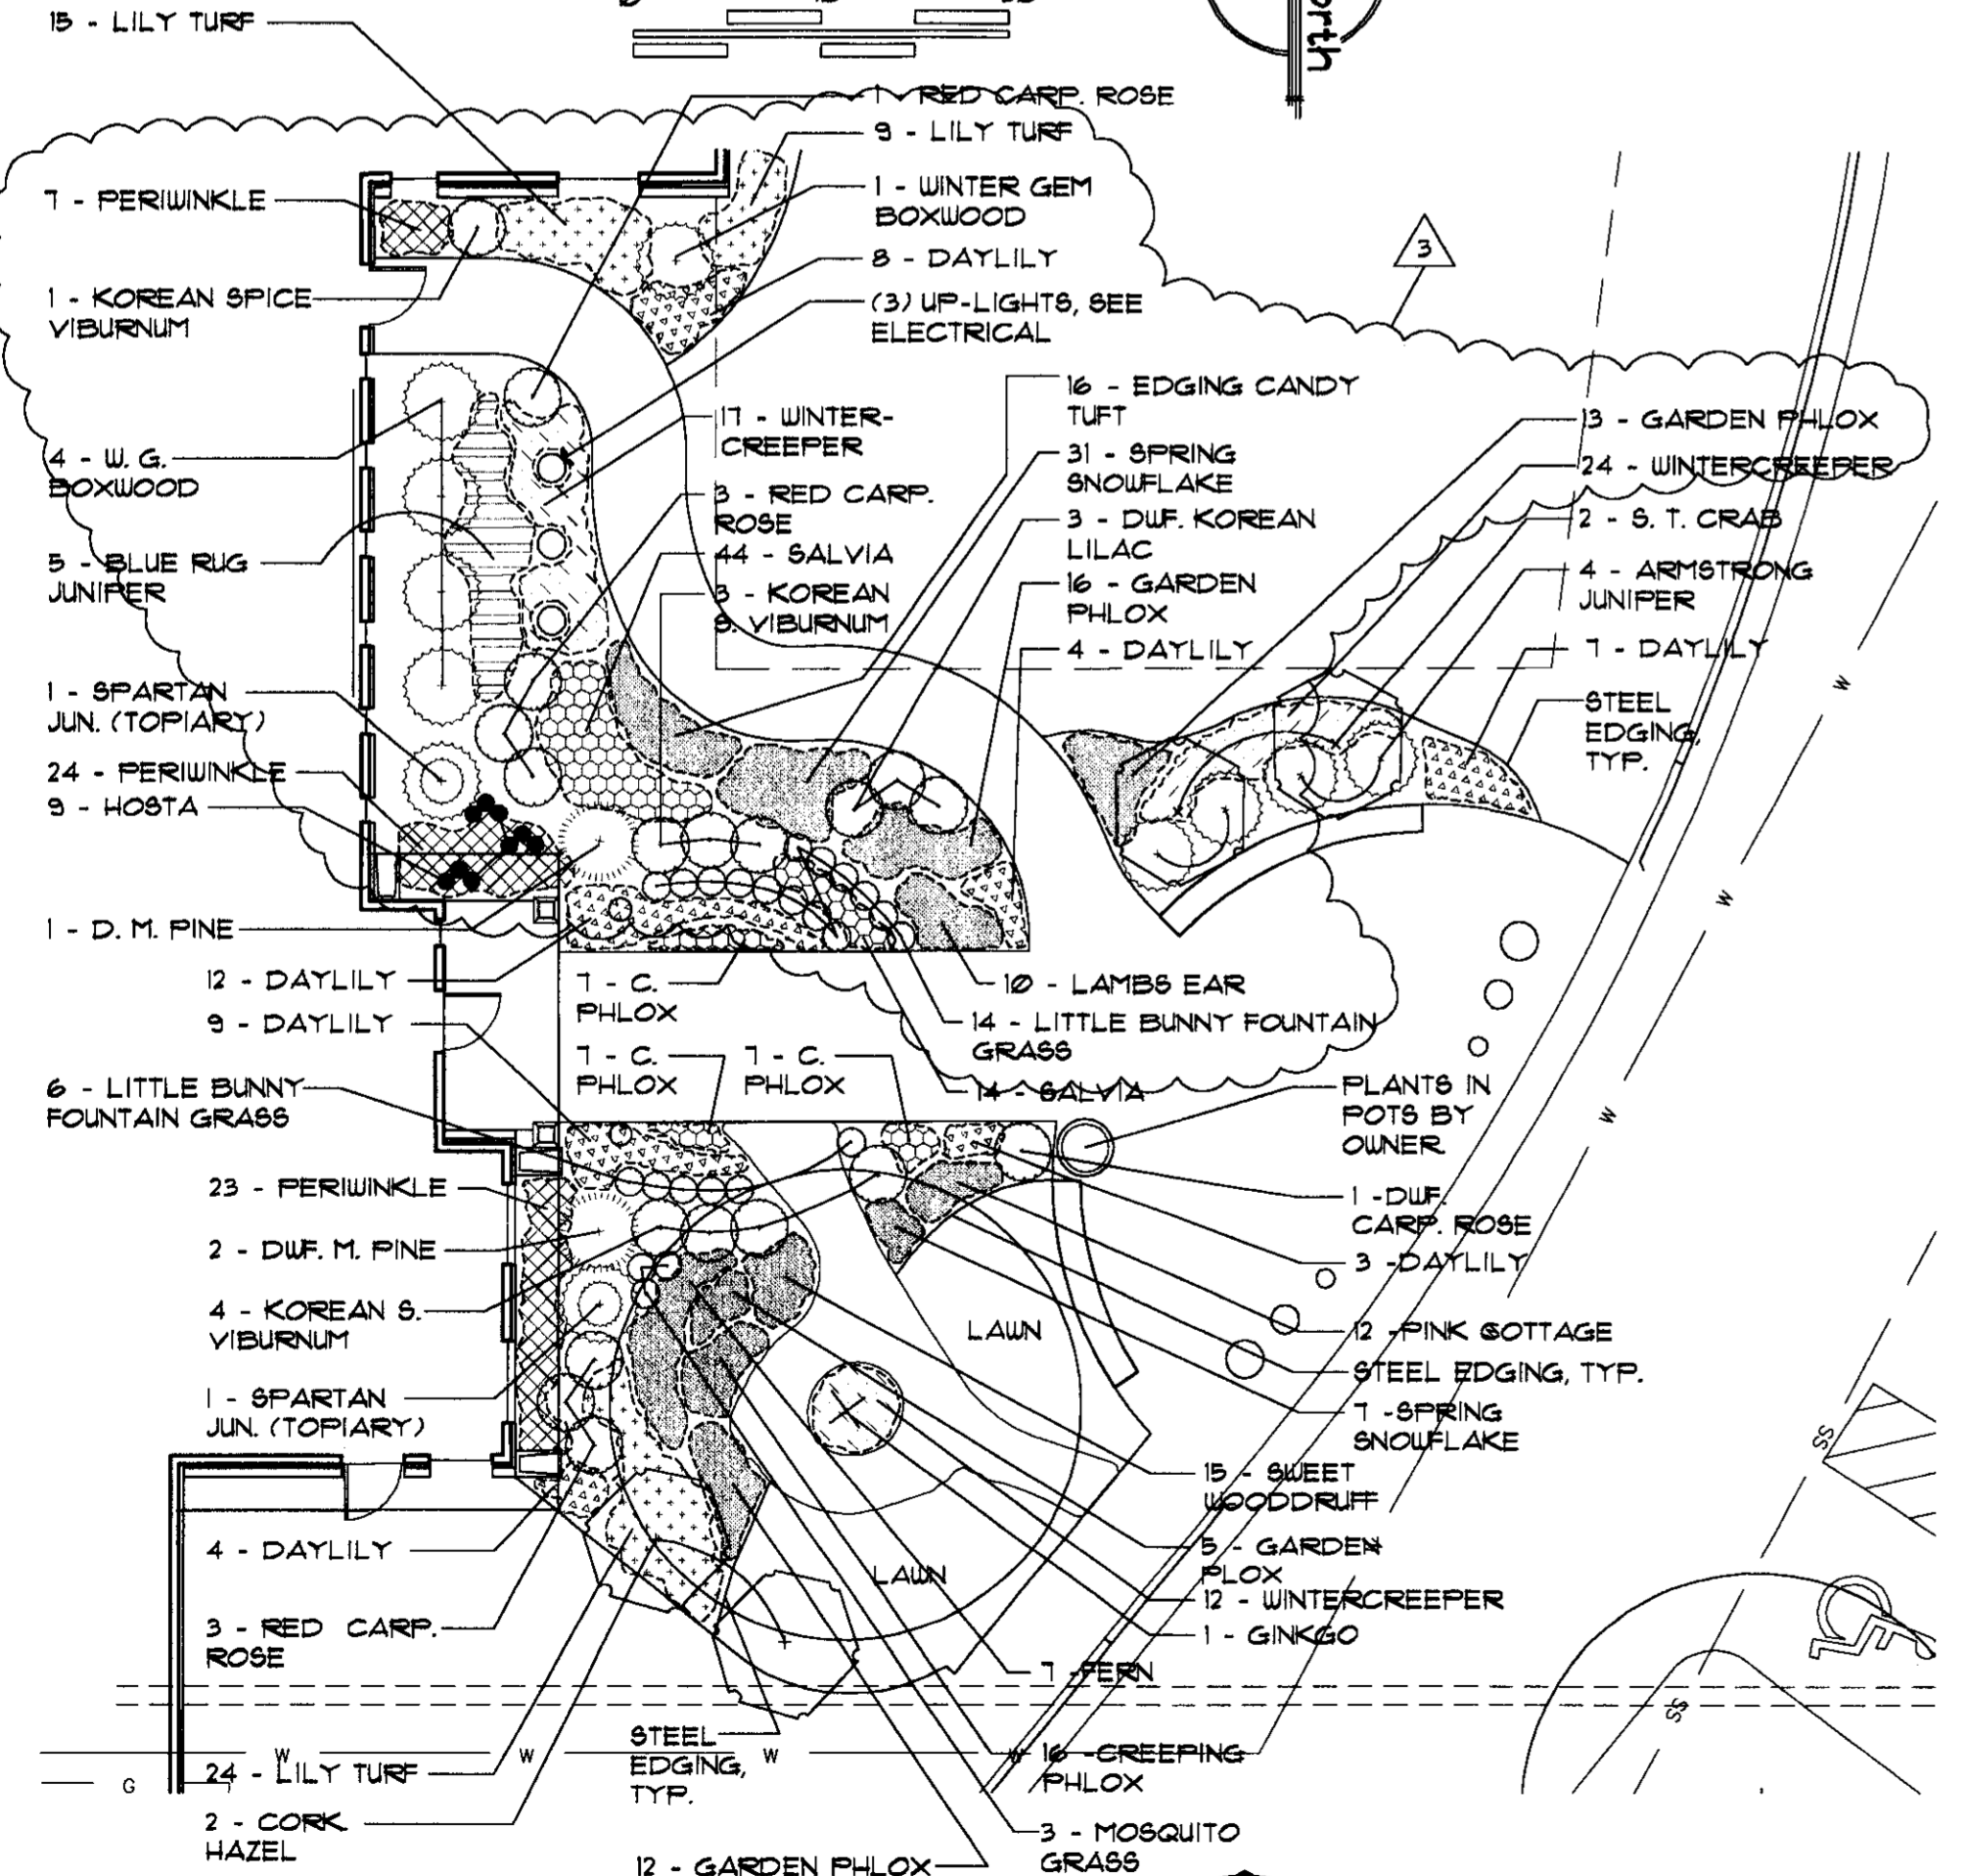 15 - LILY TURF
orth
1 - RED CARP. ROSE
9 - LILY TURF
7 - PERIWINKLE
1 - WINTER GEM
BOXWOOD
8 - DAYLILY
3
1 - KOREAN SPICE
VIBURNUM
(3) UP-LIGHTS, SEE
ELECTRICAL
16 - EDGING CANDY
TUFT
17 - WINTER-
CREEPER
13 - GARDEN PHLOX
4 - W. G.
BOXWOOD
31 - SPRING
SNOWFLAKE
24 - WINTERCREEPER
3 - RED CARP.
ROSE
3 - DWF. KOREAN
LILAC
2 - S. T. CRAB
5 - BLUE RUG
JUNIPER
44 - SALVIA
3 - KOREAN
S. VIBURNUM
16 - GARDEN
PHLOX
4 - ARMSTRONG
JUNIPER
4 - DAYLILY
7 - DAYLILY
1 - SPARTAN
JUN. (TOPIARY)
STEEL
EDGING,
TYP.
W
24 - PERIWINKLE
9 - HOSTA
W
1 - D. M. PINE
12 - DAYLILY
7 - C.
PHLOX
10 - LAMBS EAR
9 - DAYLILY
14 - LITTLE BUNNY FOUNTAIN
GRASS
7 - C.
PHLOX
7 - C.
PHLOX
14 - SALVIA
6 - LITTLE BUNNY
FOUNTAIN GRASS
PLANTS IN
POTS BY
OWNER
W
23 - PERIWINKLE
1 - DWF.
CARP. ROSE
2 - DWF. M. PINE
3 - DAYLILY
4 - KOREAN S.
VIBURNUM
LAWN
12 - PINK COTTAGE
STEEL EDGING, TYP.
1 - SPARTAN
JUN. (TOPIARY)
7 - SPRING
SNOWFLAKE
SS
15 - SWEET
WOODDRUFF
4 - DAYLILY
5 - GARDEN
PLOX
LAWN
12 - WINTERCREEPER
3 - RED CARP.
ROSE
1 - GINKGO
7 - FERN
SS
STEEL
EDGING,
TYP.
W
W
W
W
16 - CREEPING
PHLOX
24 - LILY TURF
G
2 - CORK
HAZEL
3 - MOSQUITO
GRASS
12 - GARDEN PHLOX